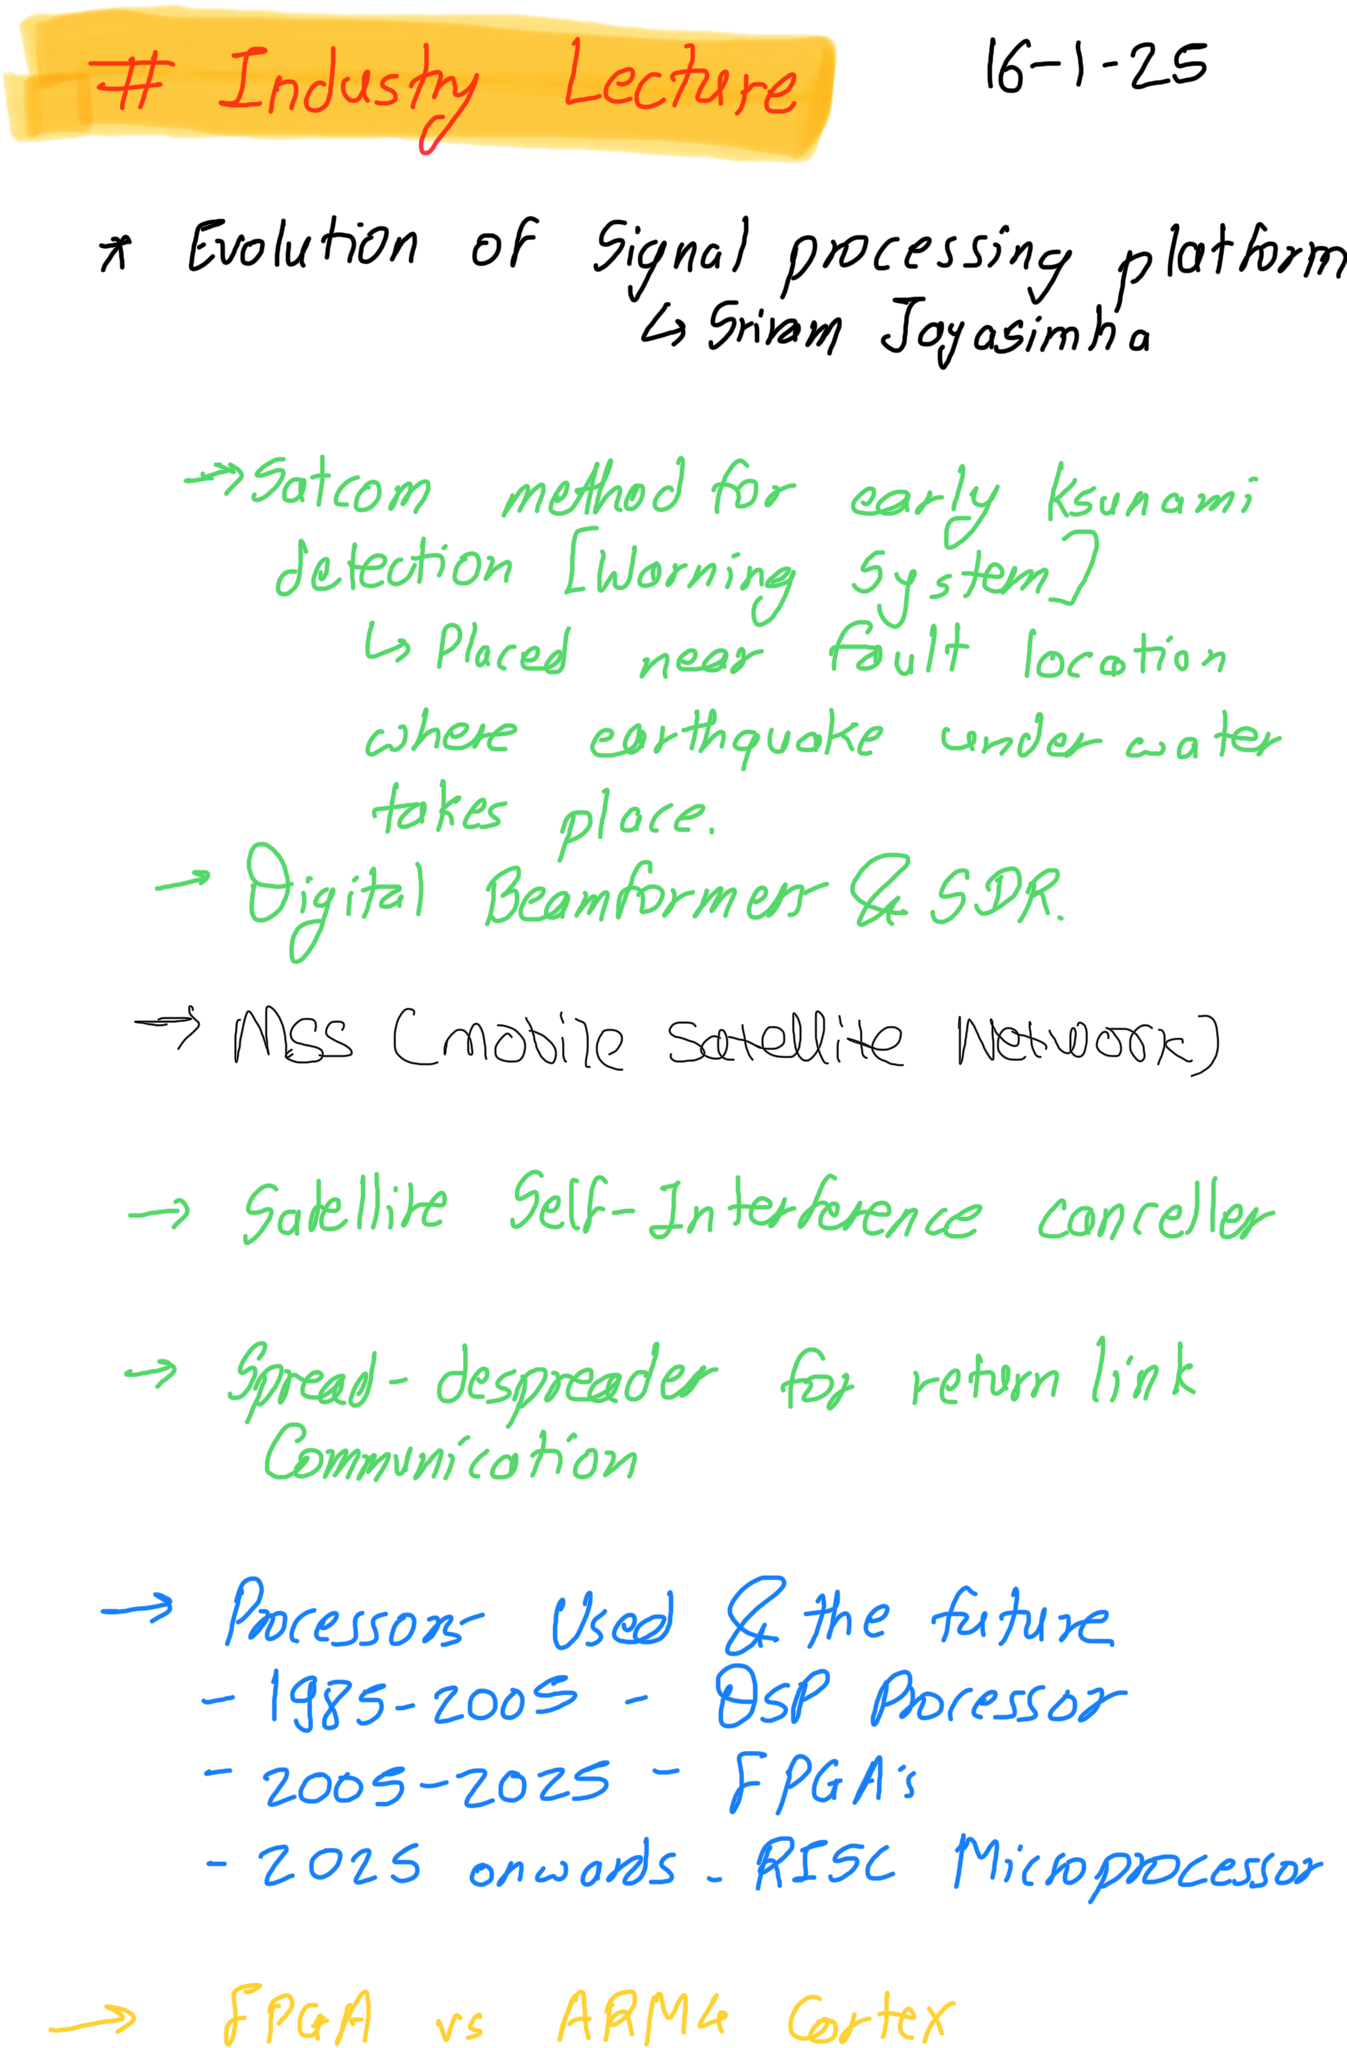 # Industry Lecture 16-1-25
* Evolution of Signal processing platform
↳ Sriram Jayasimha
→ Satcom method for early Ksunami
detection [Warning System]
↳ Placed near fault location
where earthquake under water
takes place.
→ Digital Beamformers & SDR.
→ MSS (mobile satellite Network)
→ Satellite Self-Interference canceller
→ Spread-despreader for return link
Communication
→ Processors Used & the future
- 1985-2005 - DSP Processor
- 2005-2025 - FPGA's
- 2025 onwards - RISC Microprocessor
→ FPGA vs ARM4 Cortex